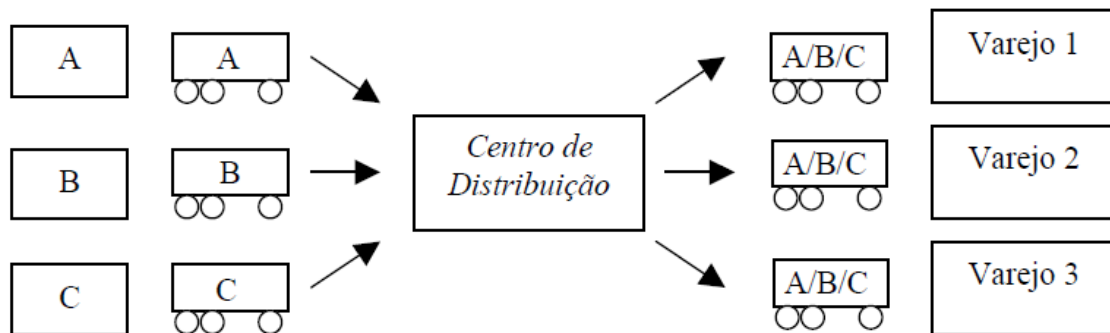 A
A
A/B/C
Varejo 1
B
B
Centro de
Distribuição
A/B/C
Varejo 2
C
C
A/B/C
Varejo 3